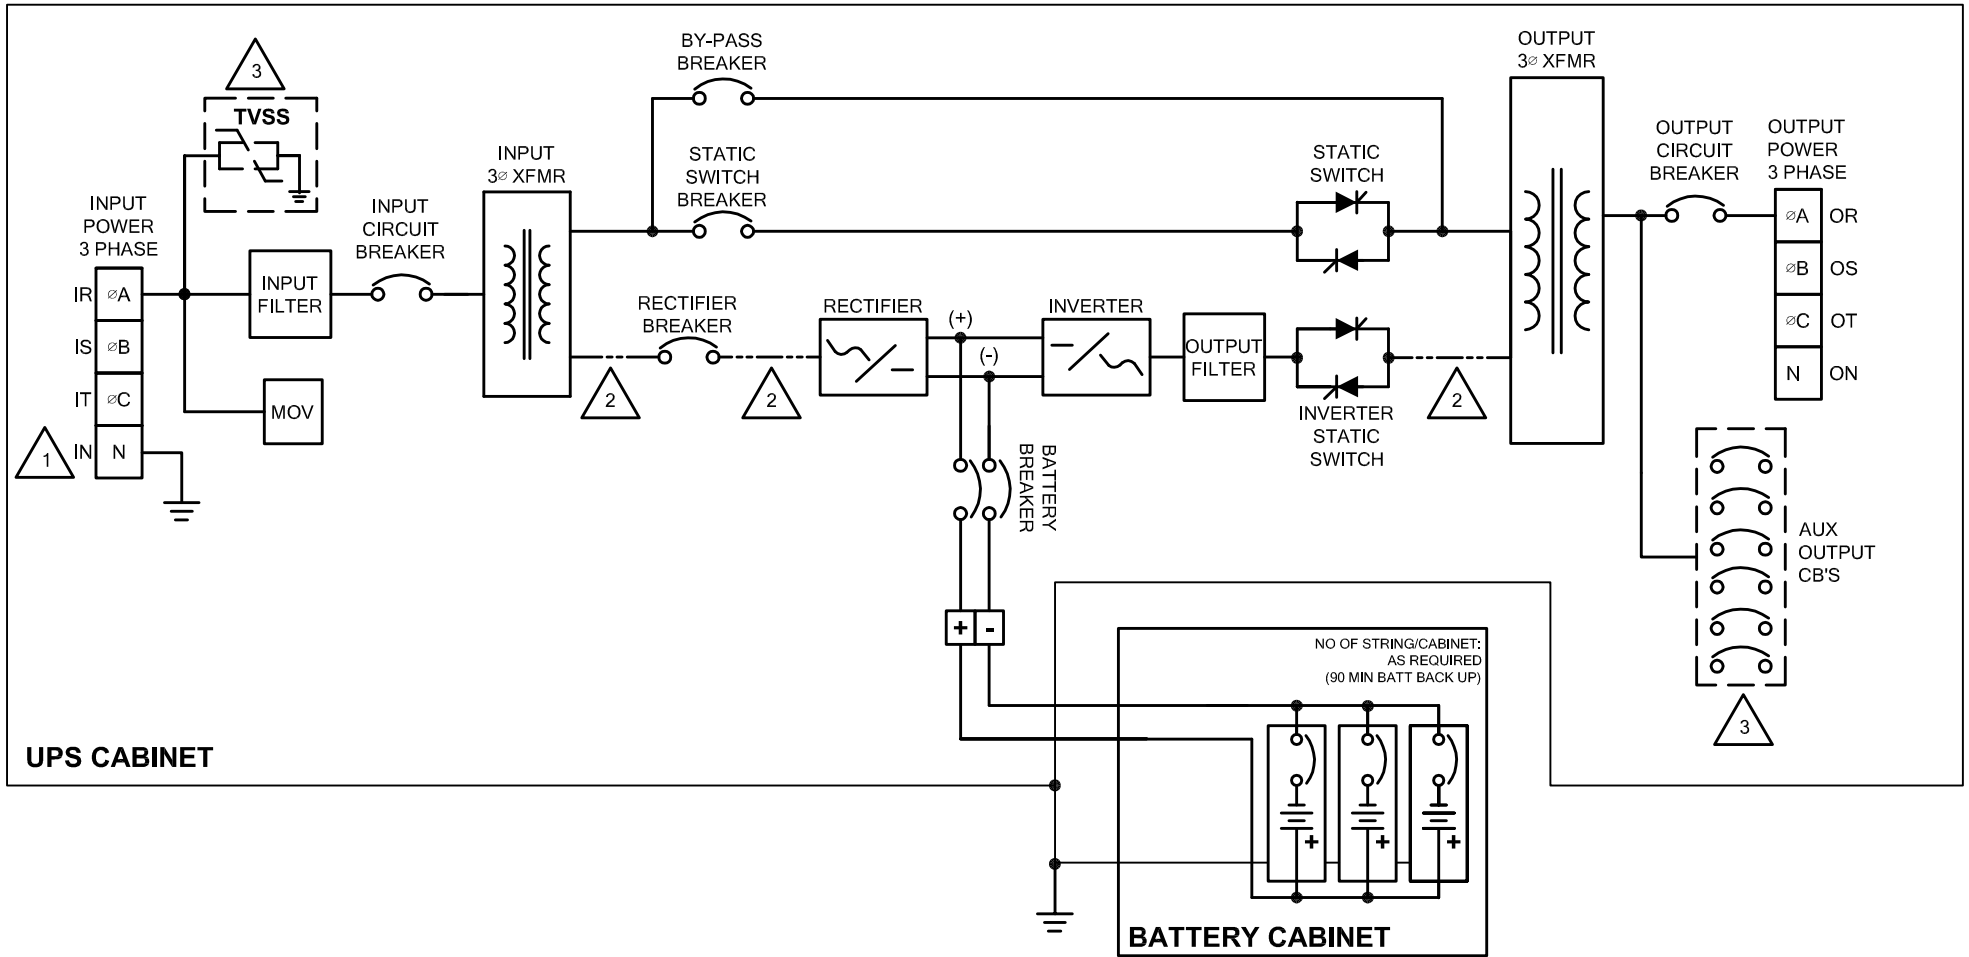 3
TVSS
INPUT
POWER
3 PHASE
IR ⌀A
IS ⌀B
IT ⌀C
IN N
1
INPUT
FILTER
MOV
INPUT
CIRCUIT
BREAKER
INPUT
3⌀ XFMR
BY-PASS
BREAKER
STATIC
SWITCH
BREAKER
RECTIFIER
BREAKER
2
2
RECTIFIER
(+)
(-)
INVERTER
OUTPUT
FILTER
STATIC
SWITCH
INVERTER
STATIC
SWITCH
2
OUTPUT
3⌀ XFMR
OUTPUT
CIRCUIT
BREAKER
OUTPUT
POWER
3 PHASE
⌀A OR
⌀B OS
⌀C OT
N ON
BATTERY
BREAKER
+ -
AUX
OUTPUT
CB'S
3
NO OF STRING/CABINET:
AS REQUIRED
(90 MIN BATT BACK UP)
+ + +
UPS CABINET
BATTERY CABINET